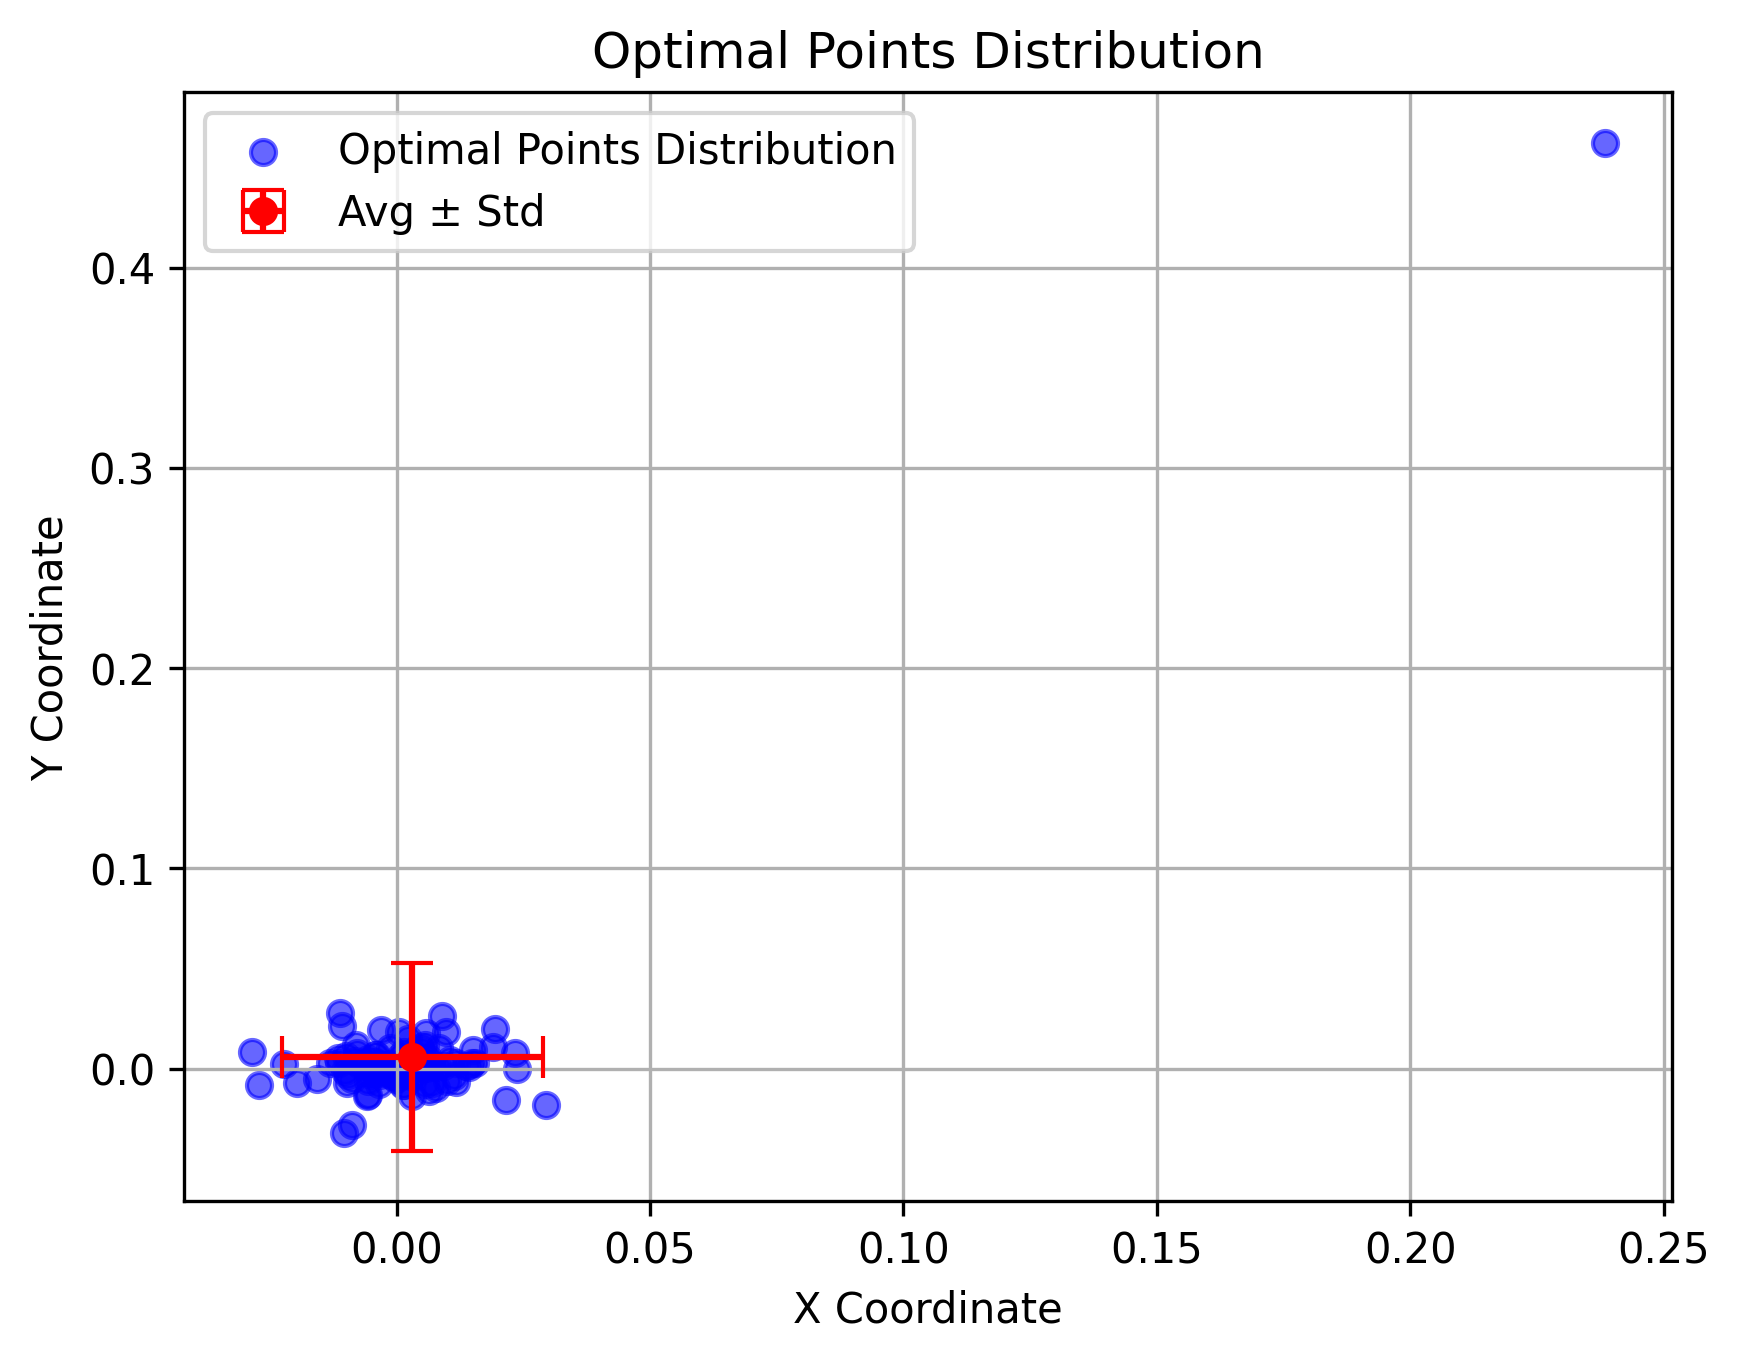 Optimal Points Distribution
Optimal Points Distribution
Avg ± Std
0.4
0.3
0.2
0.1
0.0
Y Coordinate
0.00 0.05 0.10 0.15 0.20 0.25
X Coordinate